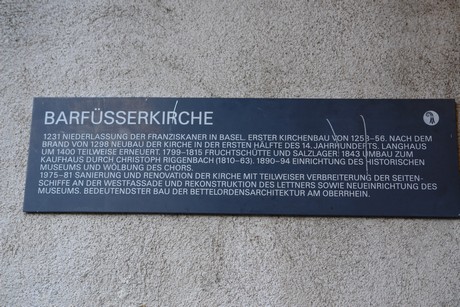 BARFÜSSERKIRCHE
1231 NIEDERLASSUNG DER FRANZISKANER IN BASEL. ERSTER KIRCHENBAU VON 1253–56. NACH DEM
BRAND VON 1298 NEUBAU DER KIRCHE IN DER ERSTEN HÄLFTE DES 14. JAHRHUNDERTS. LANGHAUS
UM 1400 TEILWEISE ERNEUERT. 1799–1815 FRUCHTSCHÜTTE UND SALZLAGER: 1843 UMBAU ZUM
KAUFHAUS DURCH CHRISTOPH RIGGENBACH (1810–63). 1890–94 EINRICHTUNG DES HISTORISCHEN
MUSEUMS UND WÖLBUNG DES CHORS.
1975–81 SANIERUNG UND RENOVATION DER KIRCHE MIT TEILWEISER VERBREITERUNG DER SEITEN-
SCHIFFE AN DER WESTFASSADE UND REKONSTRUKTION DES LETTNERS SOWIE NEUEINRICHTUNG DES
MUSEUMS. BEDEUTENDSTER BAU DER BETTELORDENSARCHITEKTUR AM OBERRHEIN.